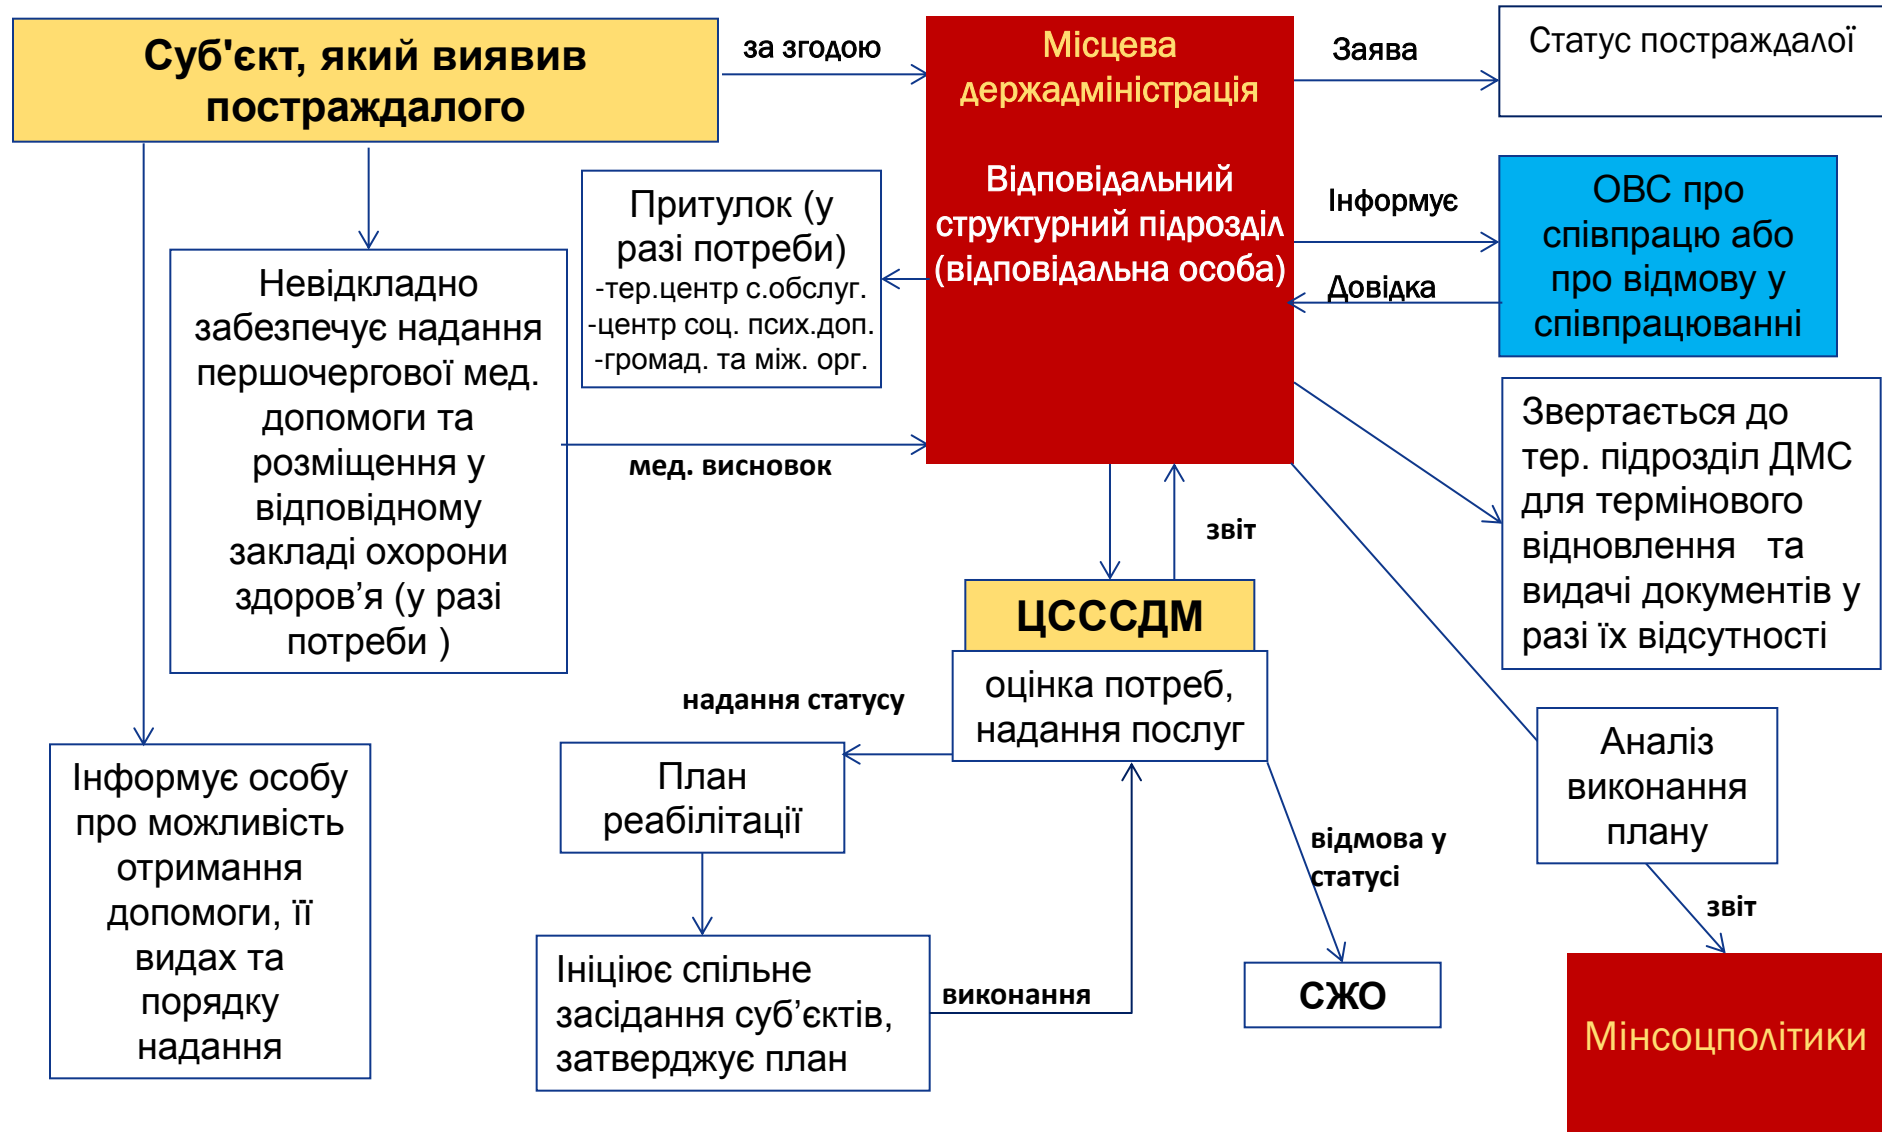 Суб'єкт, який виявив
постраждалого
за згодою
Місцева
держадміністрація
Відповідальний
структурний підрозділ
(відповідальна особа)
Заява
Статус постраждалої
Інформує
Довідка
ОВС про
співпрацю або
про відмову у
співпрацюванні
Притулок (у
разі потреби)
-тер.центр с.обслуг.
-центр соц. псих.доп.
-громад. та між. орг.
Невідкладно
забезпечує надання
першочергової мед.
допомоги та
розміщення у
відповідному
закладі охорони
здоров’я (у разі
потреби )
мед. висновок
Звертається до
тер. підрозділ ДМС
для термінового
відновлення та
видачі документів у
разі їх відсутності
звіт
ЦСССДМ
оцінка потреб,
надання послуг
надання статусу
План
реабілітації
Інформує особу
про можливість
отримання
допомоги, її
видах та
порядку
надання
Ініціює спільне
засідання суб’єктів,
затверджує план
виконання
відмова у
статусі
СЖО
Аналіз
виконання
плану
звіт
Мінсоцполітики